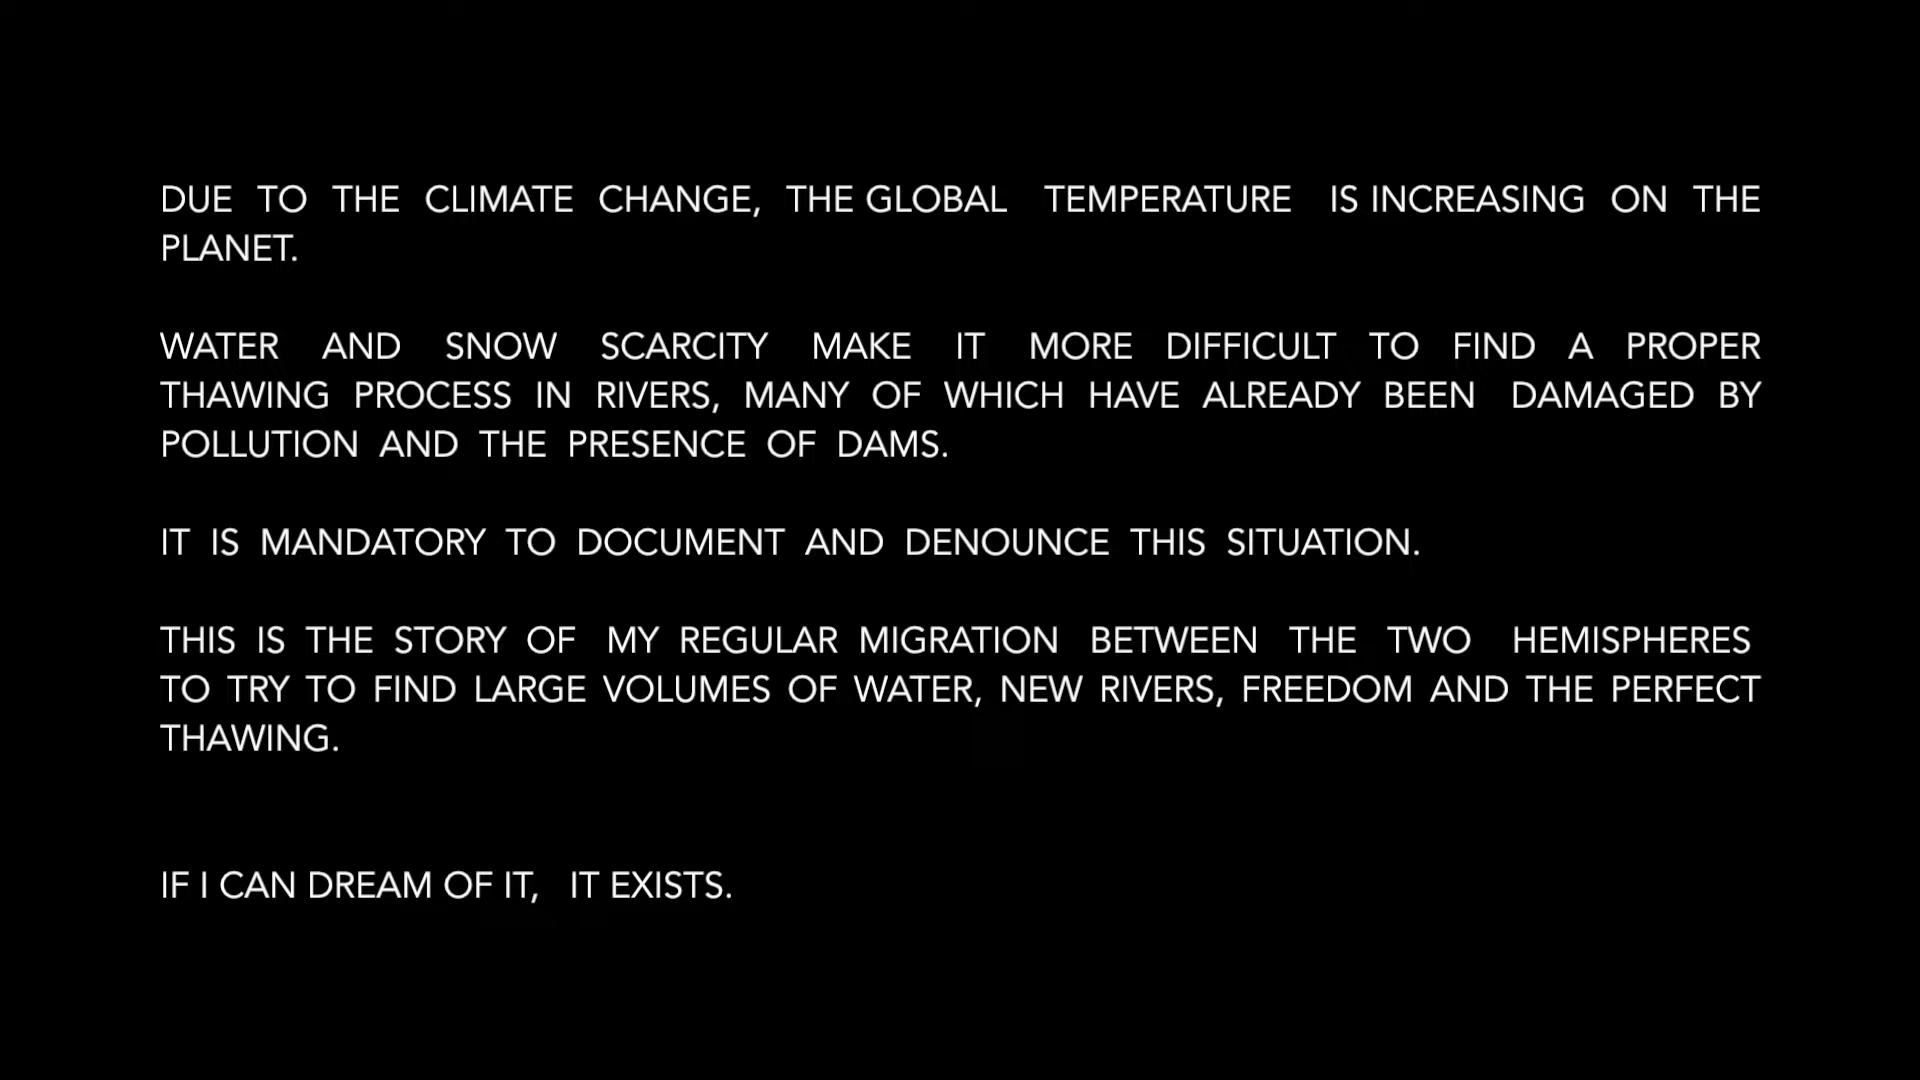 DUE TO THE CLIMATE CHANGE, THE GLOBAL TEMPERATURE IS INCREASING ON THE
PLANET.
WATER AND SNOW SCARCITY MAKE IT MORE DIFFICULT TO FIND A PROPER
THAWING PROCESS IN RIVERS, MANY OF WHICH HAVE ALREADY BEEN DAMAGED BY
POLLUTION AND THE PRESENCE OF DAMS.
IT IS MANDATORY TO DOCUMENT AND DENOUNCE THIS SITUATION.
THIS IS THE STORY OF MY REGULAR MIGRATION BETWEEN THE TWO HEMISPHERES
TO TRY TO FIND LARGE VOLUMES OF WATER, NEW RIVERS, FREEDOM AND THE PERFECT
THAWING.
IF I CAN DREAM OF IT, IT EXISTS.